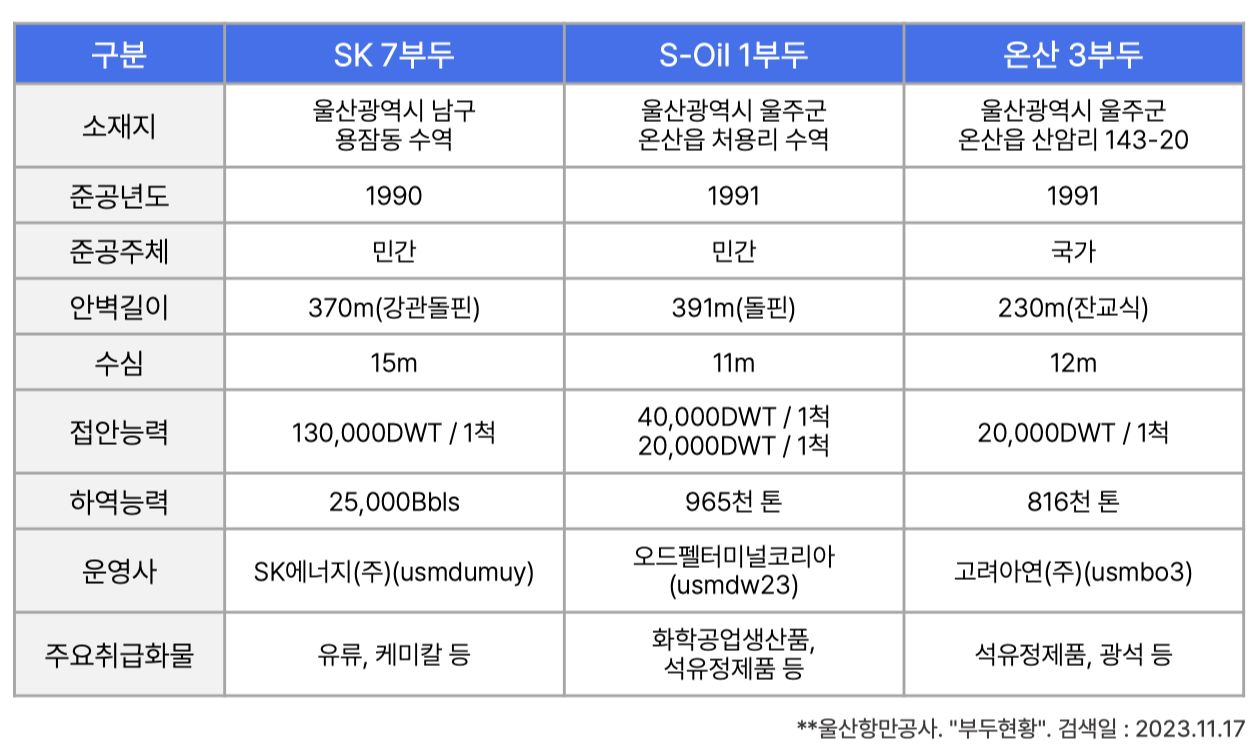 구분 SK 7부두 S-Oil 1부두 온산 3부두
소재지 울산광역시 남구 용잠동 수역 울산광역시 울주군 온산읍 처용리 수역 울산광역시 울주군 온산읍 산암리 143-20
준공년도 1990 1991 1991
준공주체 민간 민간 국가
안벽길이 370m(강관돌핀) 391m(돌핀) 230m(잔교식)
수심 15m 11m 12m
접안능력 130,000DWT / 1척 40,000DWT / 1척 20,000DWT / 1척 20,000DWT / 1척
하역능력 25,000Bbls 965천 톤 816천 톤
운영사 SK에너지(주)(usmdumuy) 오드펠터미널코리아 (usmdw23) 고려아연(주)(usmbo3)
주요취급화물 유류, 케미칼 등 화학공업생산품, 석유정제품 등 석유정제품, 광석 등
**울산항만공사. "부두현황". 검색일 : 2023.11.17